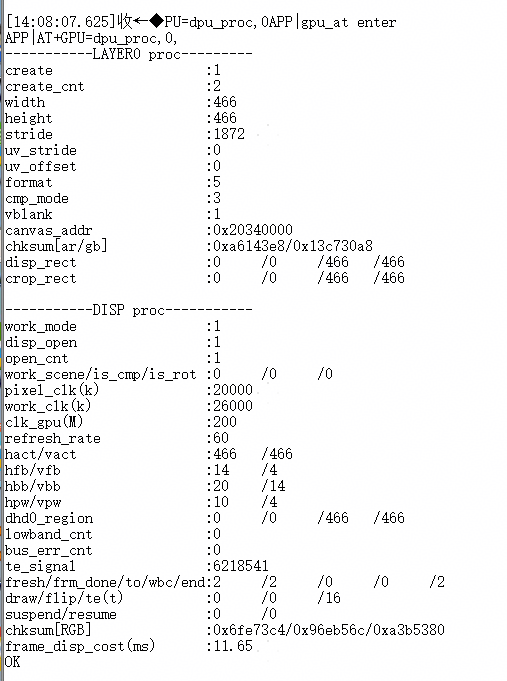 [14:08:07.625]收←◆PU=dpu_proc,0APP|gpu_at enter
APP|AT+GPU=dpu_proc,0,
-----------LAYER0 proc---------
create :1
create_cnt :2
width :466
height :466
stride :1872
uv_stride :0
uv_offset :0
format :5
cmp_mode :3
vblank :1
canvas_addr :0x20340000
chksum[ar/gb] :0xa6143e8/0x13c730a8
disp_rect :0 /0 /466 /466
crop_rect :0 /0 /466 /466
-----------DISP proc-----------
work_mode :1
disp_open :1
open_cnt :1
work_scene/is_cmp/is_rot :0 /0 /0
pixel_clk(k) :20000
work_clk(k) :26000
clk_gpu(M) :200
refresh_rate :60
hact/vact :466 /466
hfb/vfb :14 /4
hbb/vbb :20 /14
hpw/vpw :10 /4
dhd0_region :0 /0 /466 /466
lowband_cnt :0
bus_err_cnt :0
te_signal :6218541
fresh/frm_done/to/wbc/end:2 /2 /0 /0 /2
draw/flip/te(t) :0 /0 /16
suspend/resume :0 /0
chksum[RGB] :0x6fe73c4/0x96eb56c/0xa3b5380
frame_disp_cost(ms) :11.65
OK